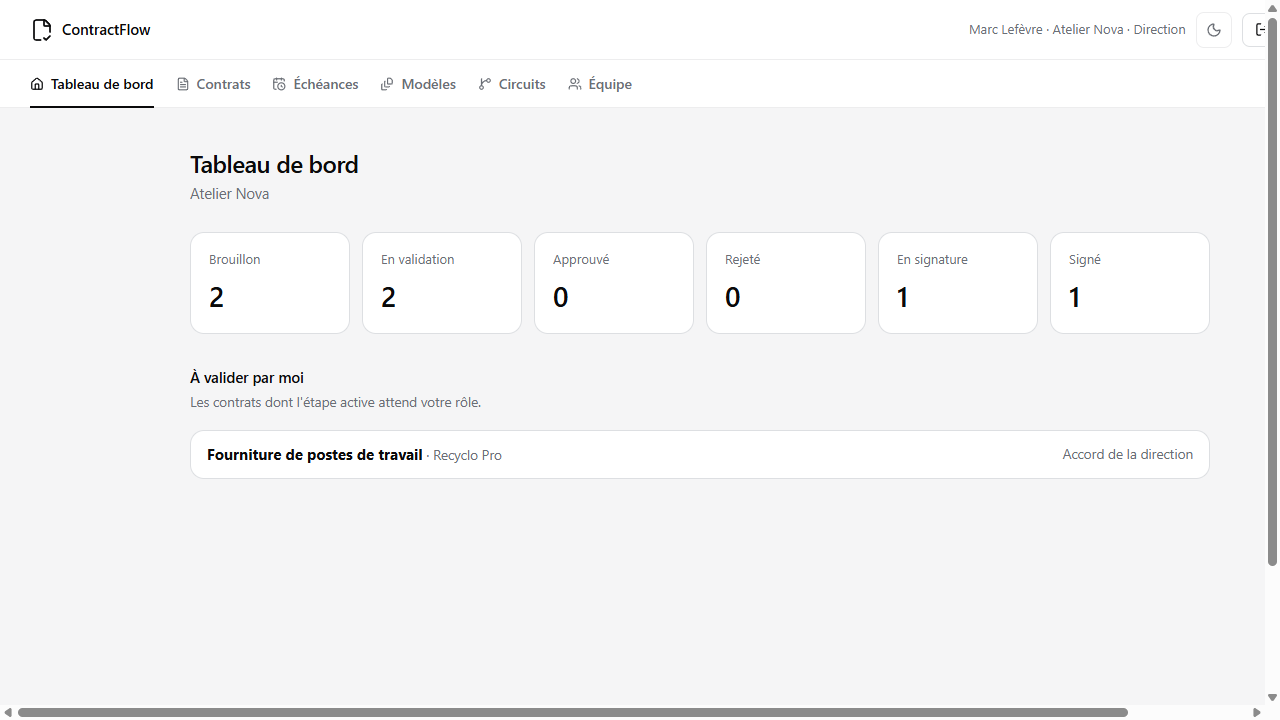 ContractFlow
Marc Lefèvre · Atelier Nova · Direction
Tableau de bord
Contrats
Échéances
Modèles
Circuits
Équipe
Tableau de bord
Atelier Nova
Brouillon
2
En validation
2
Approuvé
0
Rejeté
0
En signature
1
Signé
1
À valider par moi
Les contrats dont l'étape active attend votre rôle.
Fourniture de postes de travail · Recyclo Pro
Accord de la direction